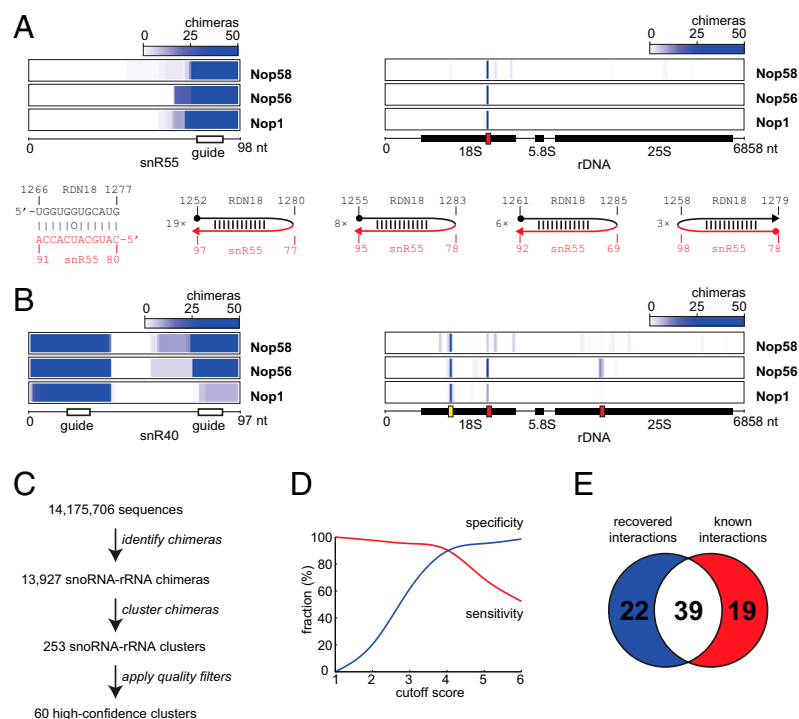 A
chimeras
0 25 50
Nop58
Nop56
Nop1
0 98 nt
guide
snR55
chimeras
0 25 50
Nop58
Nop56
Nop1
0 18S 5.8S 25S 6858 nt
rDNA
1266 RDN18 1277
5’-UGGUGGUGCAUG
ACCACUACGUAC-5’
91 snR55 80
1252 RDN18 1280
19×
97 snR55 77
1255 RDN18 1283
8×
95 snR55 78
1261 RDN18 1285
6×
92 snR55 69
1258 RDN18 1279
3×
98 snR55 78
B
chimeras
0 25 50
Nop58
Nop56
Nop1
0 97 nt
guide guide
snR40
chimeras
0 25 50
Nop58
Nop56
Nop1
0 18S 5.8S 25S 6858 nt
rDNA
C
14,175,706 sequences
identify chimeras
13,927 snoRNA-rRNA chimeras
cluster chimeras
253 snoRNA-rRNA clusters
apply quality filters
60 high-confidence clusters
D
specificity
sensitivity
fraction (%)
100
80
60
40
20
0
1 2 3 4 5 6
cutoff score
E
recovered interactions
known interactions
22 39 19